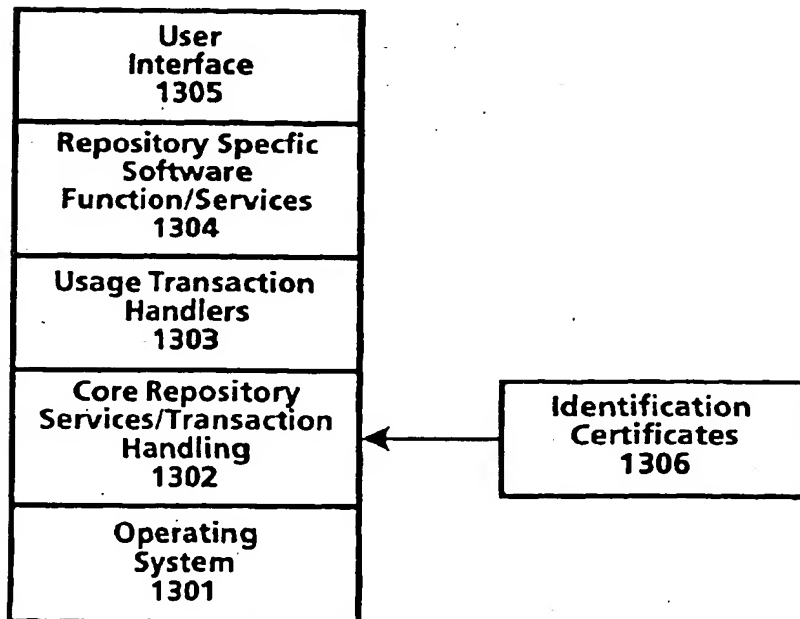 User
Interface
1305
Repository Specfic
Software
Function/Services
1304
Usage Transaction
Handlers
1303
Core Repository
Services/Transaction
Handling
1302
Identification
Certificates
1306
Operating
System
1301